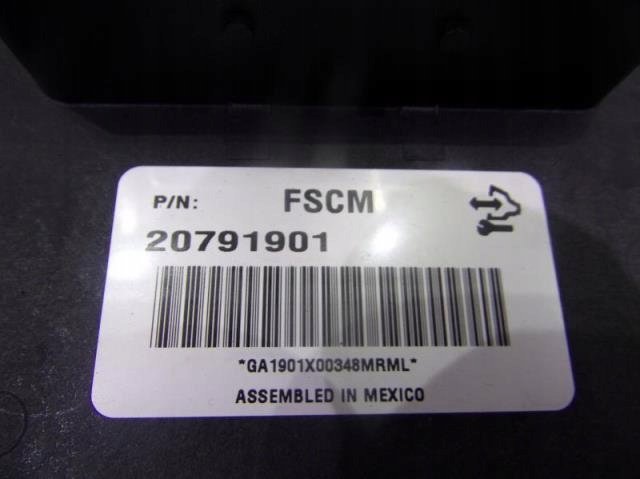 P/N: FSCM
20791901
*GA1901X00348MRML*
ASSEMBLED IN MEXICO